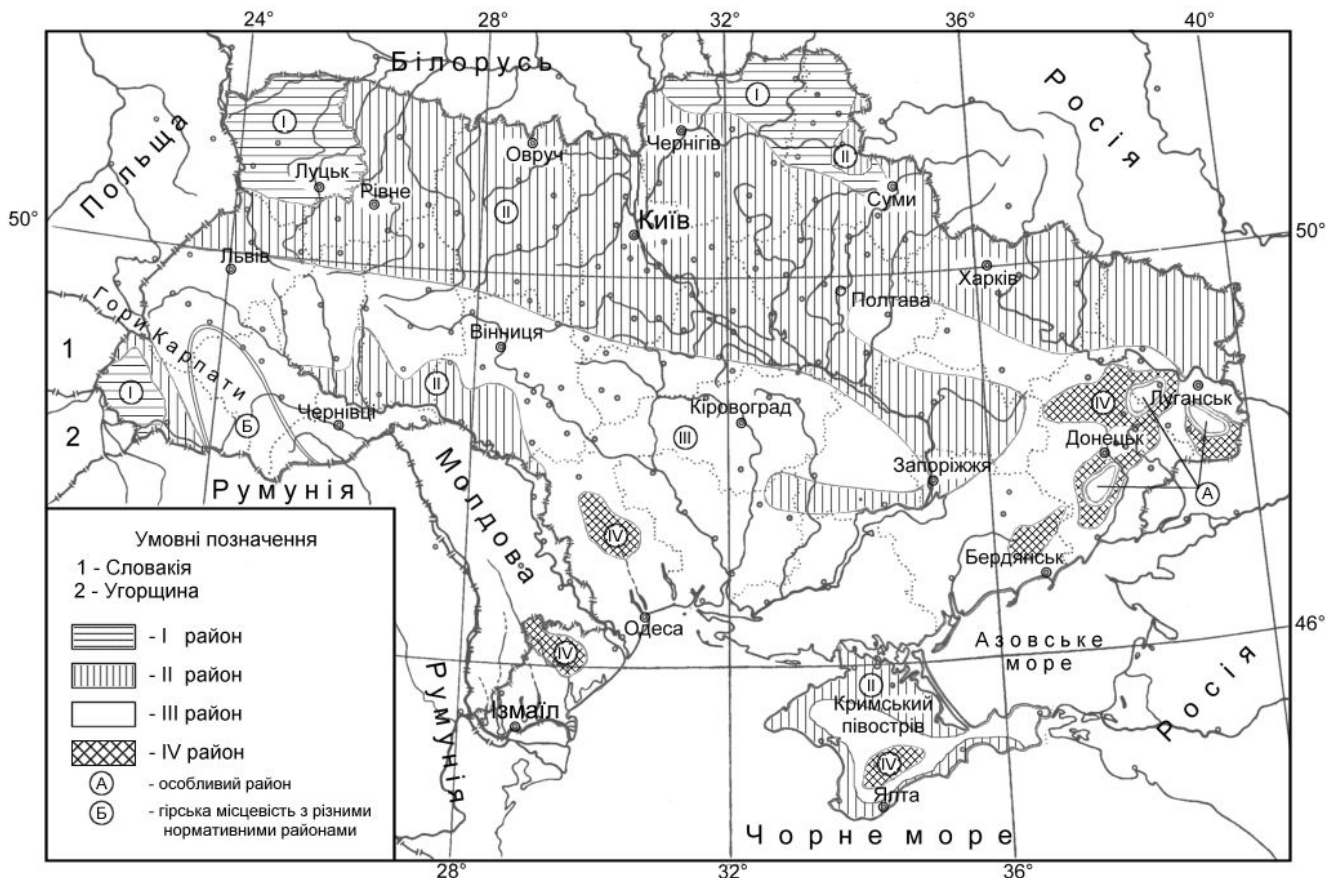 24°
28°
32°
36°
40°
Білорусь
Росія
Польща
I
I
Чернігів
Овруч
II
Луцьк
Рівне
Суми
II
50°
Київ
50°
Львів
Харків
Полтава
Гори Карпати
Вінниця
1
I
II
IV
Луганськ
Кіровоград
Чернівці
Б
III
2
Донецьк
Запоріжжя
Румунія
А
Молдова
IV
Бердянськ
Одеса
46°
Азовське
море
IV
II
Кримський
півострів
Румунія
Росія
Ізмаїл
IV
Ялта
Чорне море
Умовні позначення
1 - Словакія
2 - Угорщина
- I район
- II район
- III район
- IV район
А - особливий район
Б - гірська місцевість з різними
нормативними районами
28°
32°
36°